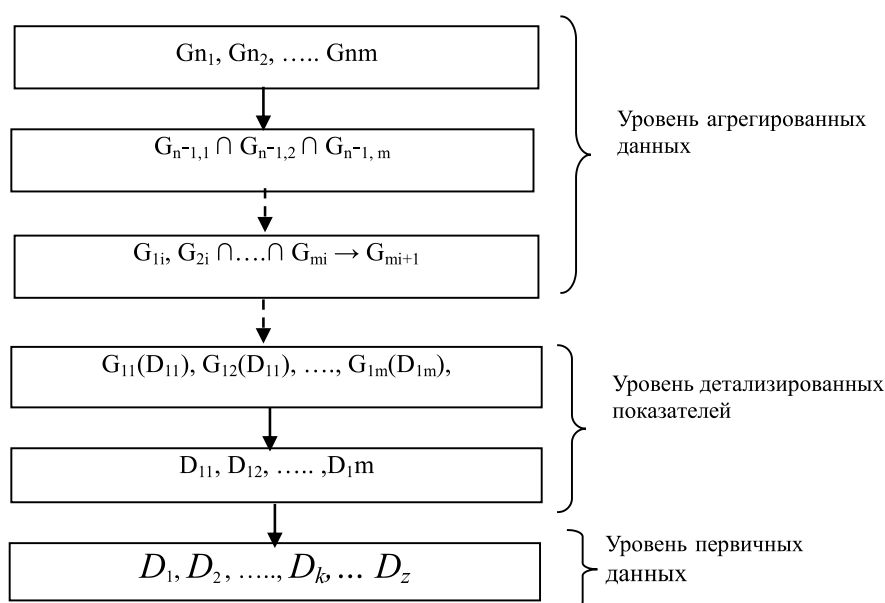 Gn₁, Gn₂, ….. Gnm
Уровень агрегированных
данных
Gₙ-₁,₁ ∩ Gₙ-₁,₂ ∩ Gₙ-₁, ₘ
G₁ᵢ, G₂ᵢ ∩….∩ Gₘᵢ → Gₘᵢ₊₁
G₁₁(D₁₁), G₁₂(D₁₁), …., G₁ₘ(D₁ₘ),
Уровень детализированных
показателей
D₁₁, D₁₂, ….. ,D₁m
Уровень первичных
данных
D₁, D₂, ….., Dₖ, … D_z